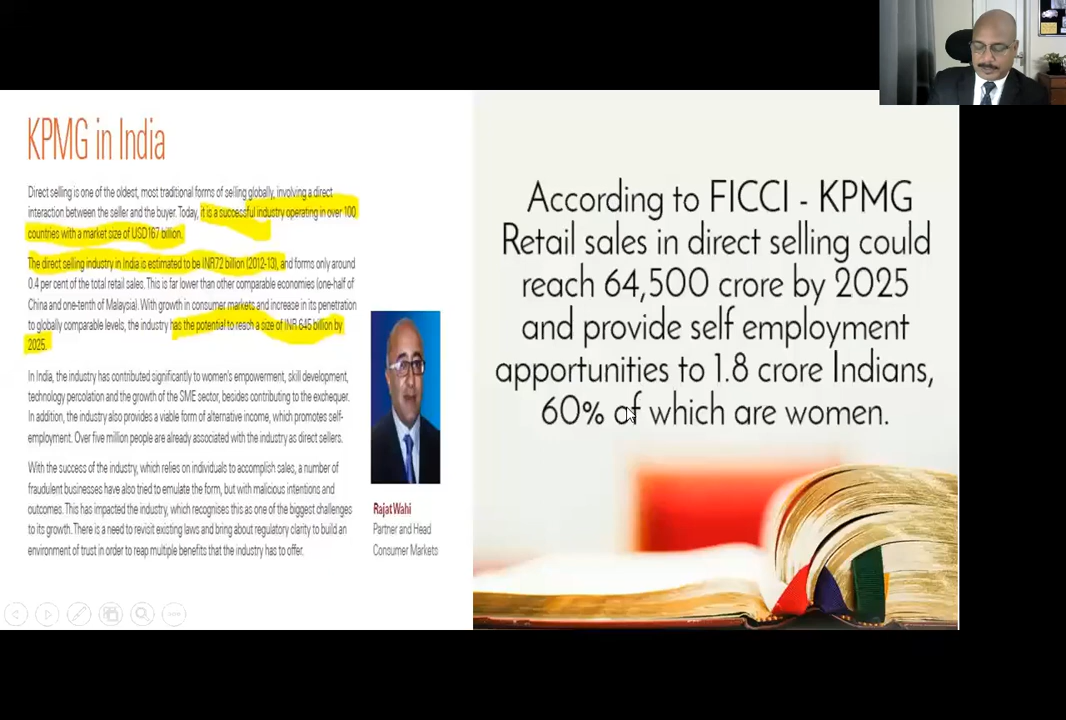 KPMG in India
Direct selling is one of the oldest, most traditional forms of selling globally, involving a direct
interaction between the seller and the buyer. Today, it is a successful industry operating in over 100
countries with a market size of USD167 billion.
The direct selling industry in India is estimated to be INR72 billion (2012-13), and forms only around
0.4 per cent of the total retail sales. This is far lower than other comparable economies (one-half of
China and one-tenth of Malaysia). With growth in consumer markets and increase in its penetration
to globally comparable levels, the industry has the potential to reach a size of INR 645 billion by
2025.
In India, the industry has contributed significantly to women's empowerment, skill development,
technology percolation and the growth of the SME sector, besides contributing to the exchequer.
In addition, the industry also provides a viable form of alternative income, which promotes self-
employment. Over five million people are already associated with the industry as direct sellers.
With the success of the industry, which relies on individuals to accomplish sales, a number of
fraudulent businesses have also tried to emulate the form, but with malicious intentions and
outcomes. This has impacted the industry, which recognises this as one of the biggest challenges
to its growth. There is a need to revisit existing laws and bring about regulatory clarity to build an
environment of trust in order to reap multiple benefits that the industry has to offer.
Rajat Wahi
Partner and Head
Consumer Markets
According to FICCI - KPMG
Retail sales in direct selling could
reach 64,500 crore by 2025
and provide self employment
apportunities to 1.8 crore Indians,
60% of which are women.